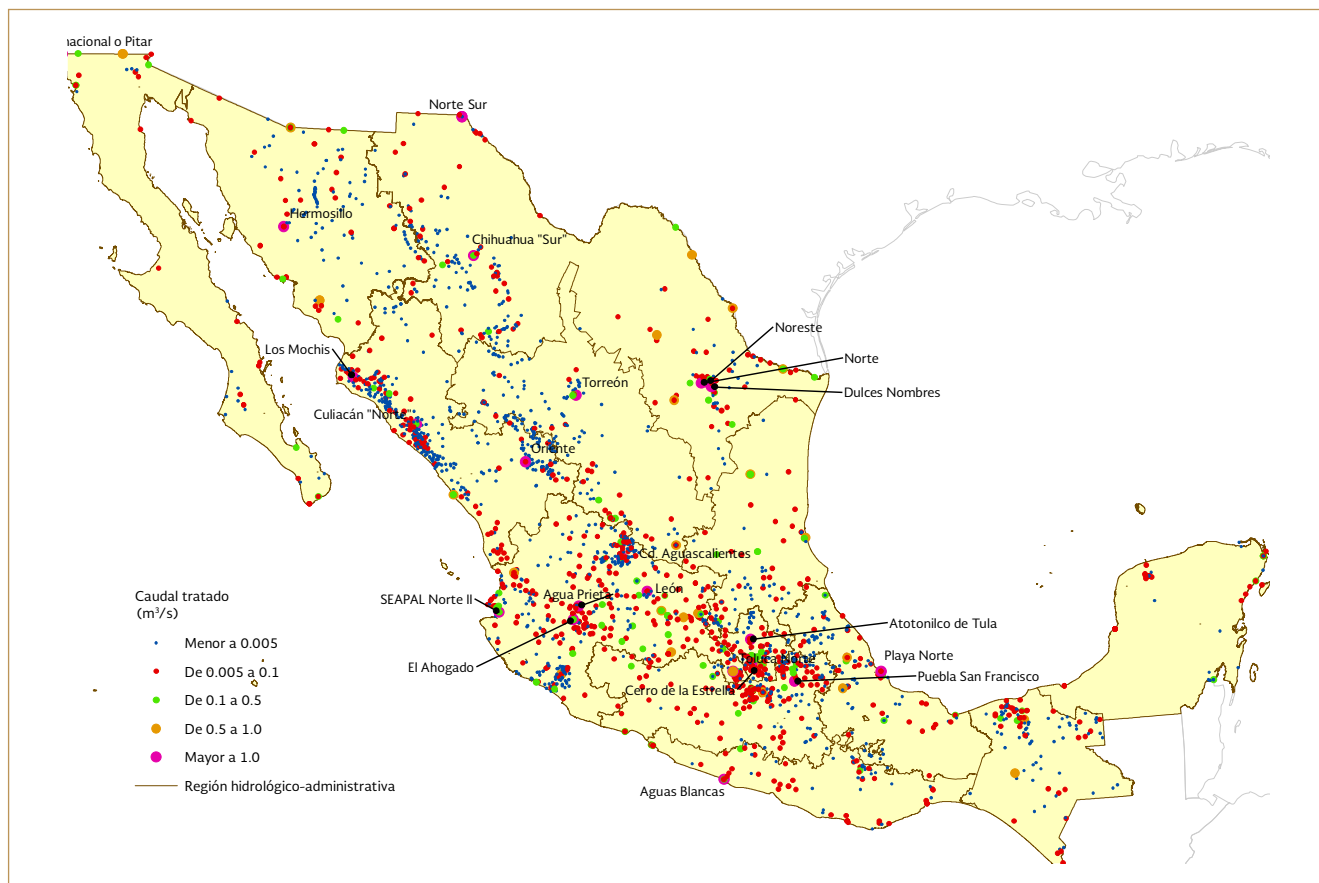 nacional o Pitar
Norte Sur
Hermosillo
Chihuahua "Sur"
Noreste
Los Mochis
Norte
Torreón
Dulces Nombres
Culiacán "Norte"
Oriente
Cd. Aguascalientes
León
Agua Prieta
SEAPAL Norte II
Atotonilco de Tula
Toluca Norte
Playa Norte
El Ahogado
Puebla San Francisco
Cerro de la Estrella
Aguas Blancas
Caudal tratado
(m³/s)
Menor a 0.005
De 0.005 a 0.1
De 0.1 a 0.5
De 0.5 a 1.0
Mayor a 1.0
Región hidrológico-administrativa